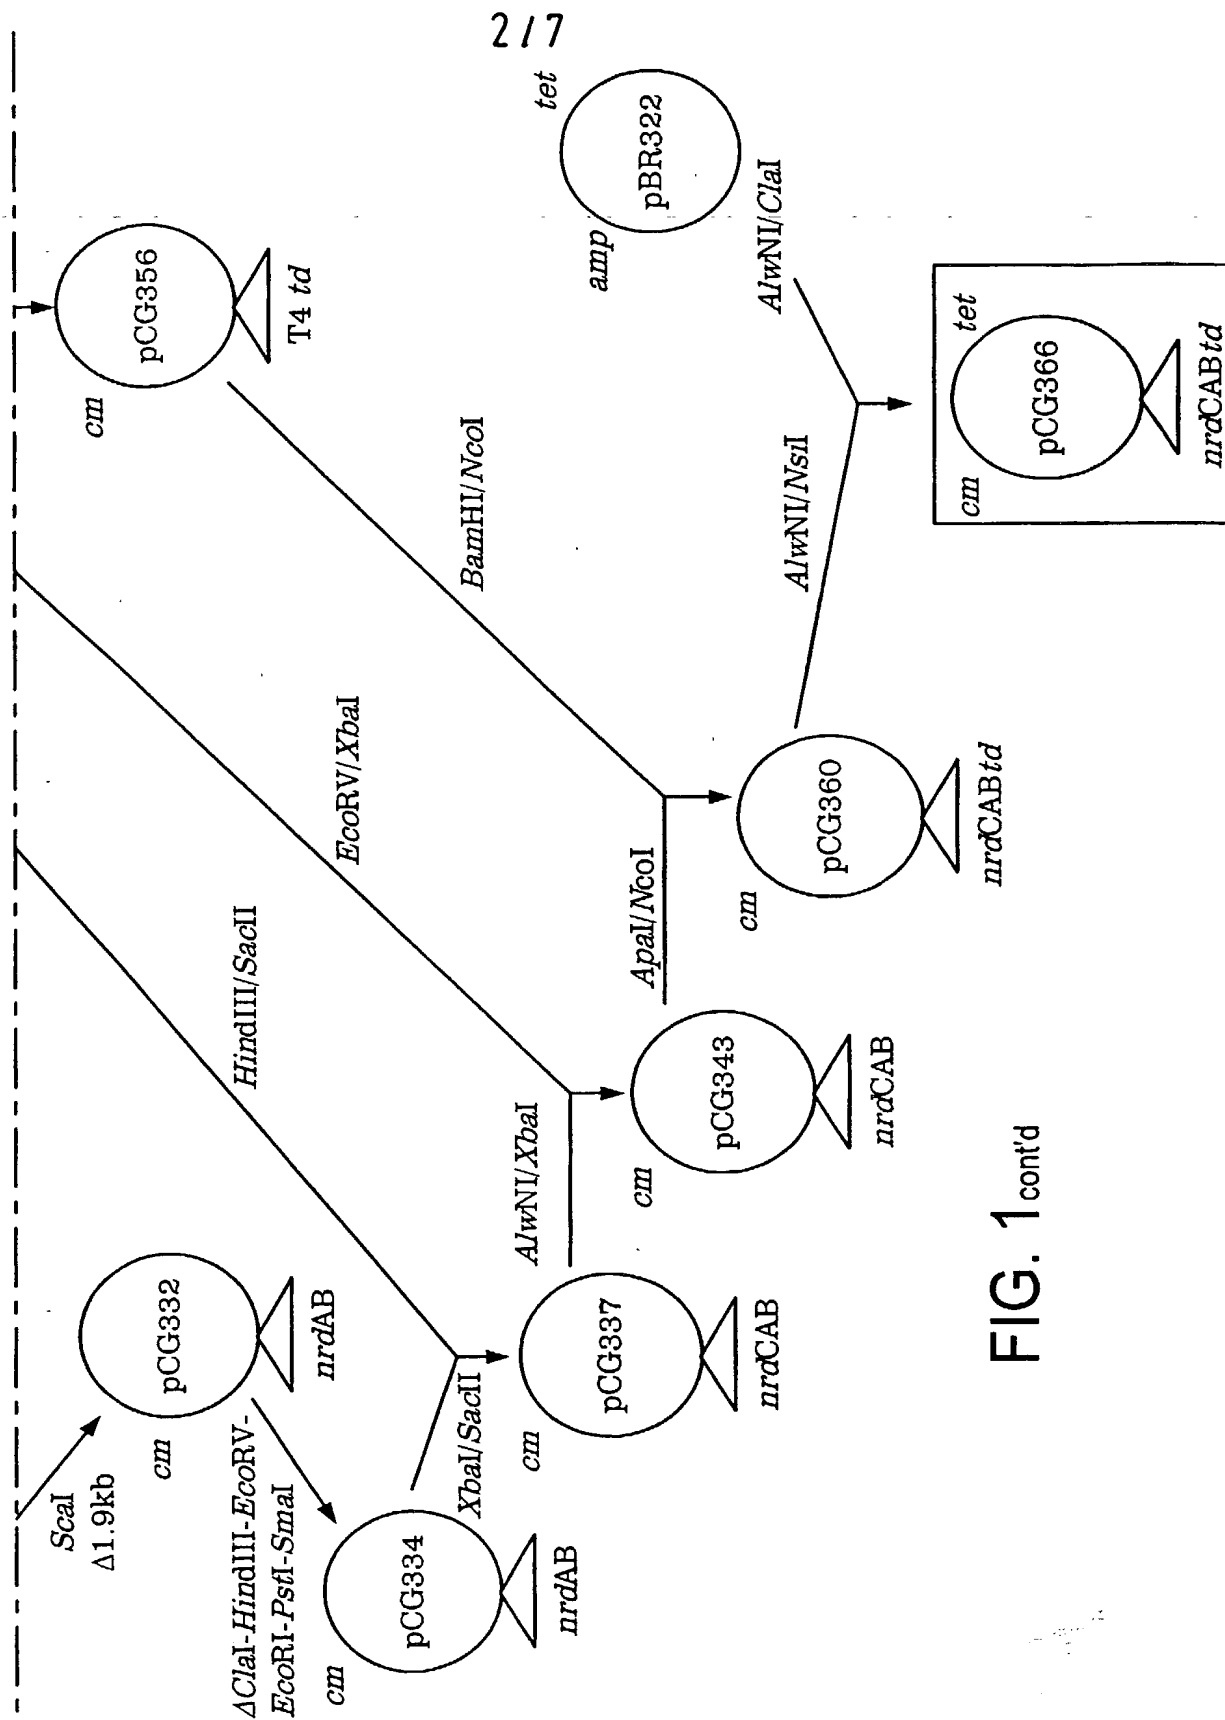 2/7
ScaI
Δ1.9kb
cm
pCG332
nrdAB
ΔClaI-HindIII-EcoRV-
EcoRI-PstI-SmaI
cm
pCG334
nrdAB
HindIII/SacII
XbaI/SacII
cm
pCG337
nrdCAB
EcoRV/XbaI
AlwNI/XbaI
cm
pCG343
nrdCAB
cm
pCG356
T4 td
BamHI/NcoI
ApaI/NcoI
cm
pCG360
nrdCABtd
amp
tet
pBR322
AlwNI/ClaI
AlwNI/NsiI
cm
tet
pCG366
nrdCABtd
FIG. 1cont'd